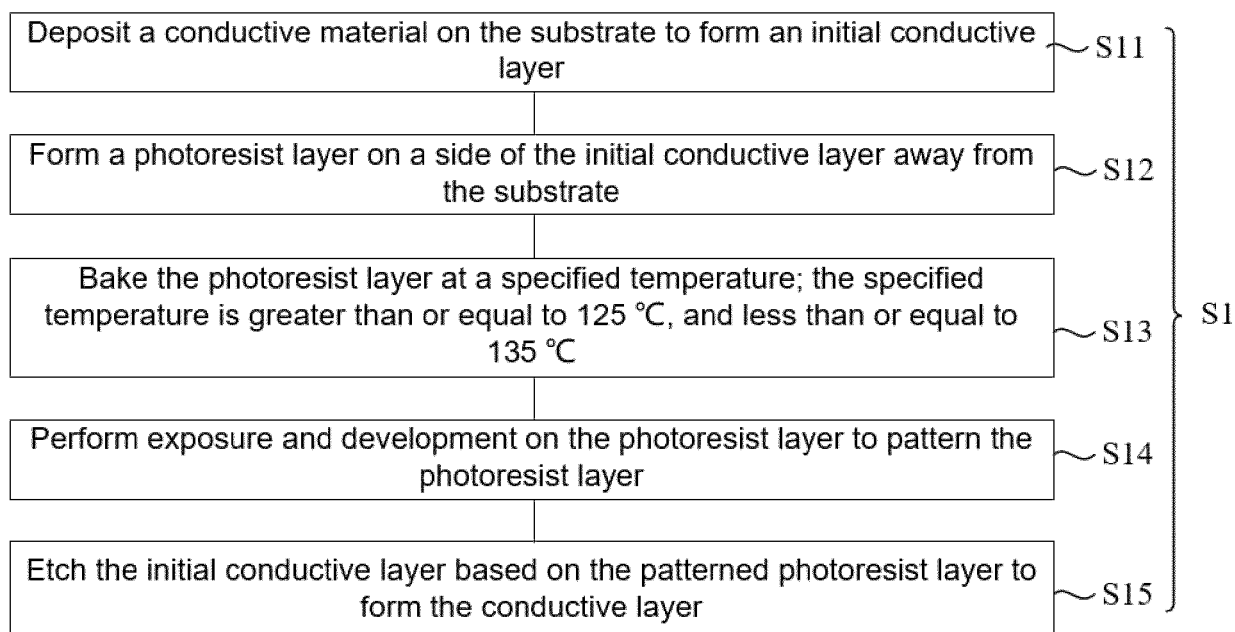 Deposit a conductive material on the substrate to form an initial conductive
layer
S11
Form a photoresist layer on a side of the initial conductive layer away from
the substrate
S12
Bake the photoresist layer at a specified temperature; the specified
temperature is greater than or equal to 125 ℃, and less than or equal to
135 ℃
S13
S1
Perform exposure and development on the photoresist layer to pattern the
photoresist layer
S14
Etch the initial conductive layer based on the patterned photoresist layer to
form the conductive layer
S15